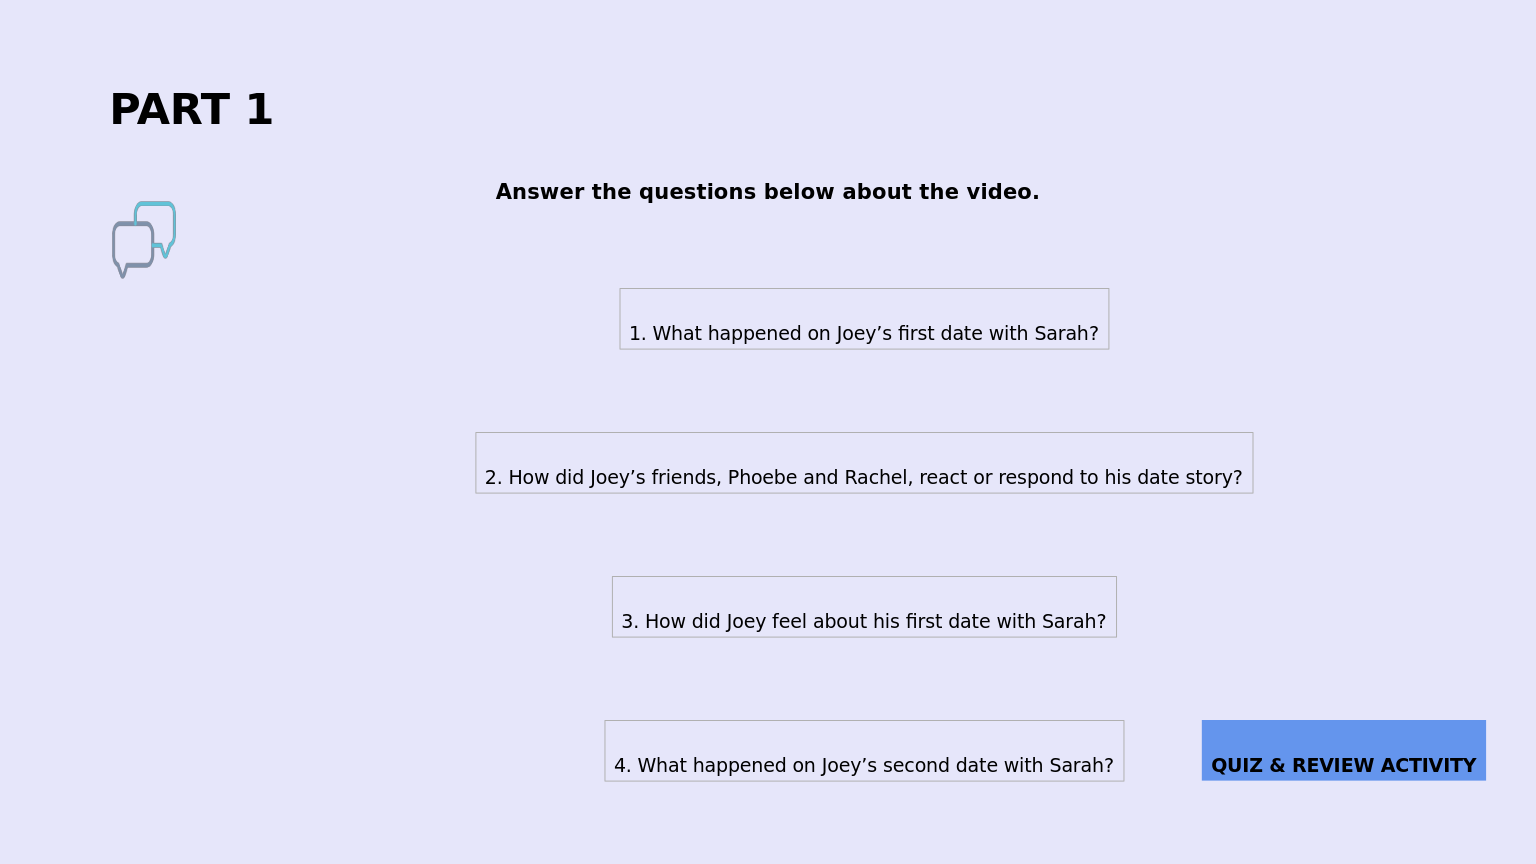 PART 1
Answer the questions below about the video.
1. What happened on Joey’s first date with Sarah?
2. How did Joey’s friends, Phoebe and Rachel, react or respond to his date story?
3. How did Joey feel about his first date with Sarah?
4. What happened on Joey’s second date with Sarah?
QUIZ & REVIEW ACTIVITY